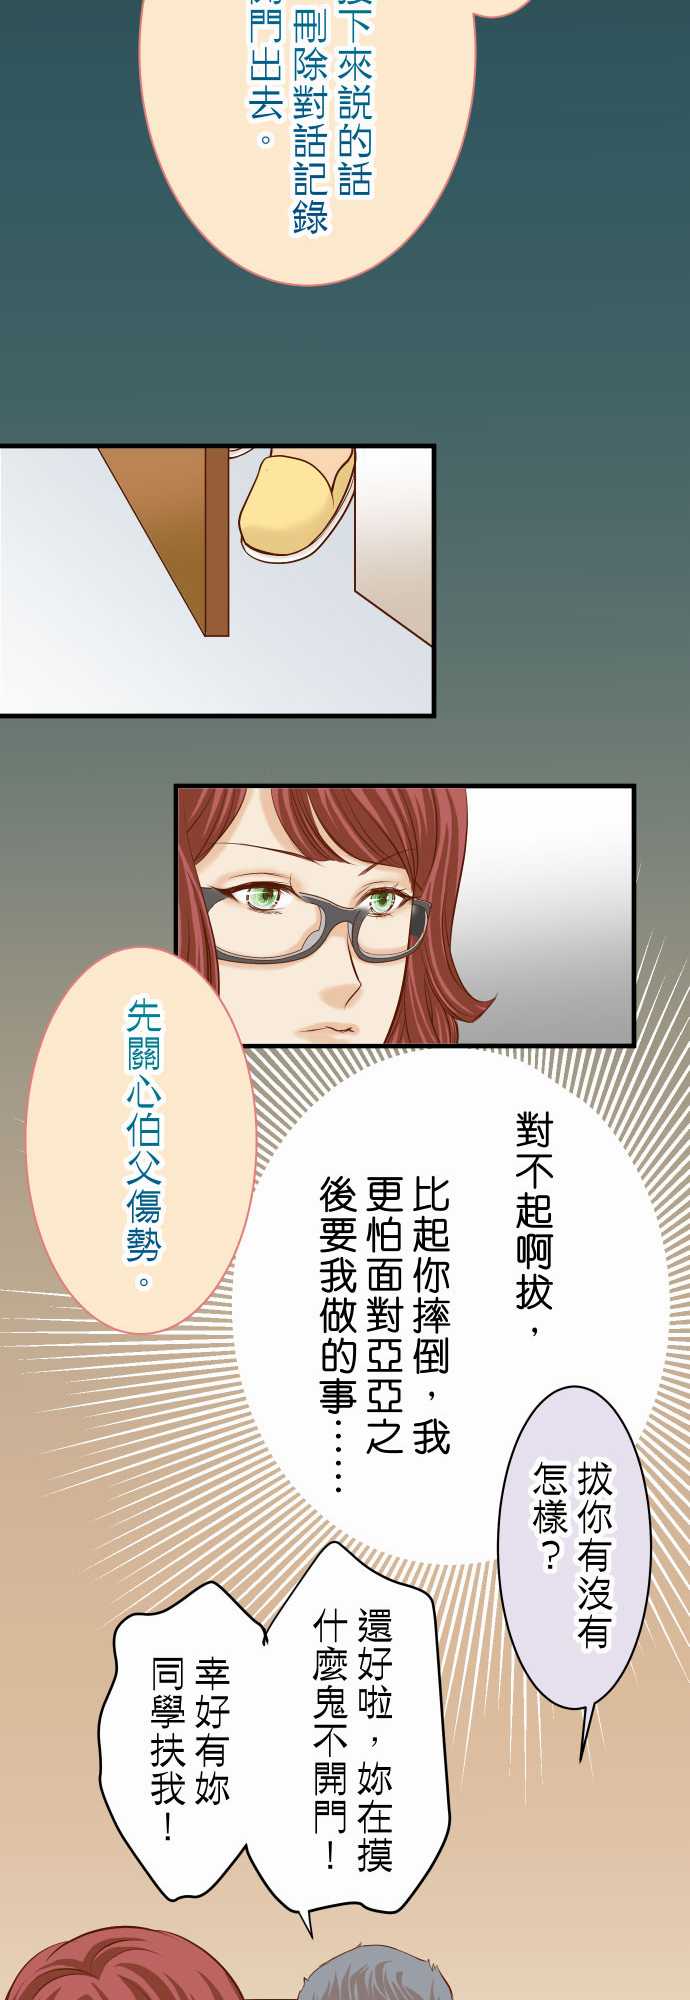 下來說的話
刪除對話記錄
門出去。
先關心伯父傷勢。
對不起啊拔，
比起你摔倒，我
更怕面對亞亞之
後要我做的事……
拔你有沒有
怎樣？
還好啦，妳在摸
什麼鬼不開門！
幸好有妳
同學扶我！